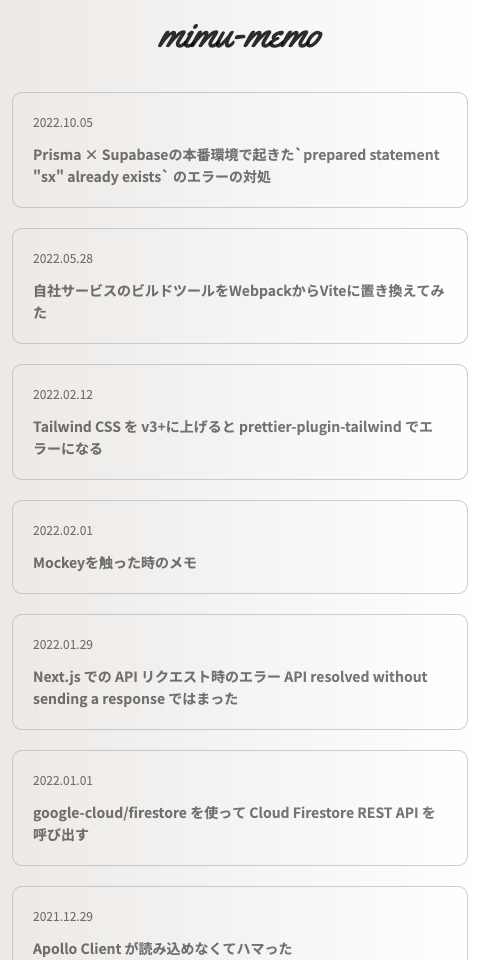 mimu-memo
2022.10.05
Prisma × Supabaseの本番環境で起きた`prepared statement
"sx" already exists` のエラーの対処
2022.05.28
自社サービスのビルドツールをWebpackからViteに置き換えてみ
た
2022.02.12
Tailwind CSS を v3+に上げると prettier-plugin-tailwind でエ
ラーになる
2022.02.01
Mockeyを触った時のメモ
2022.01.29
Next.js での API リクエスト時のエラー API resolved without
sending a response ではまった
2022.01.01
google-cloud/firestore を使って Cloud Firestore REST API を
呼び出す
2021.12.29
Apollo Client が読み込めなくてハマった